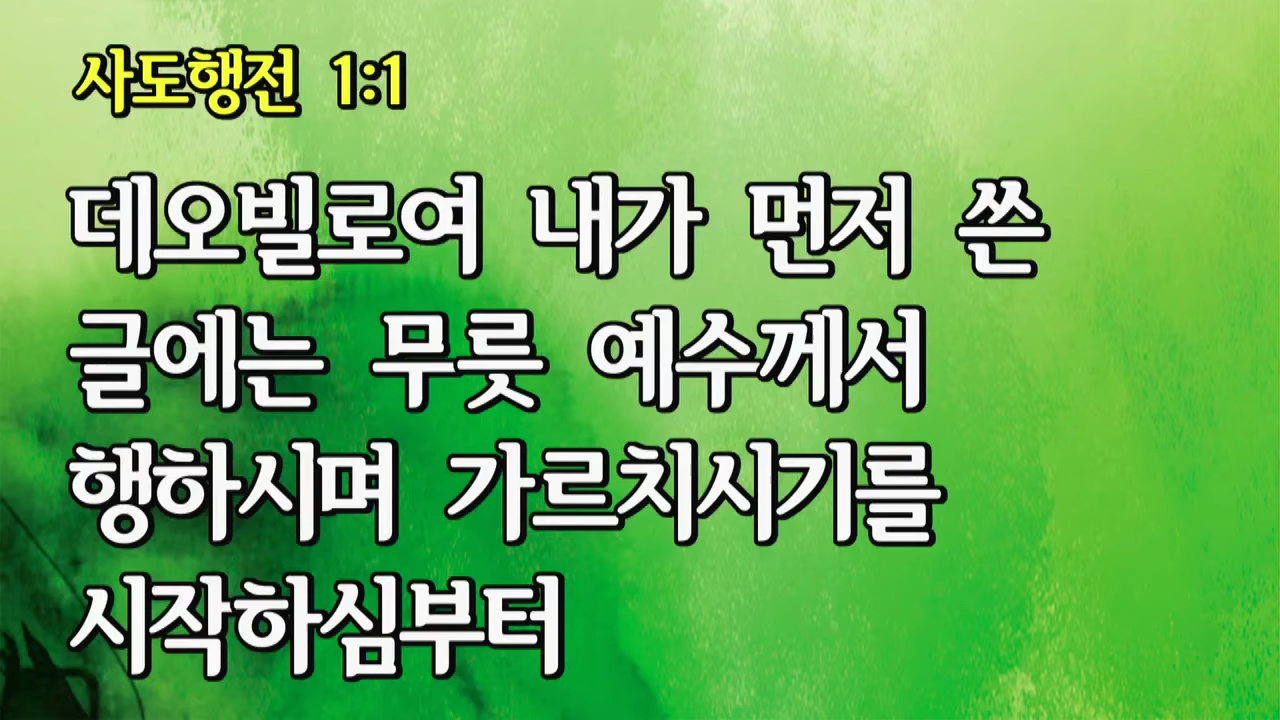 사도행전 1:1
데오빌로여 내가 먼저 쓴
글에는 무릇 예수께서
행하시며 가르치시기를
시작하심부터